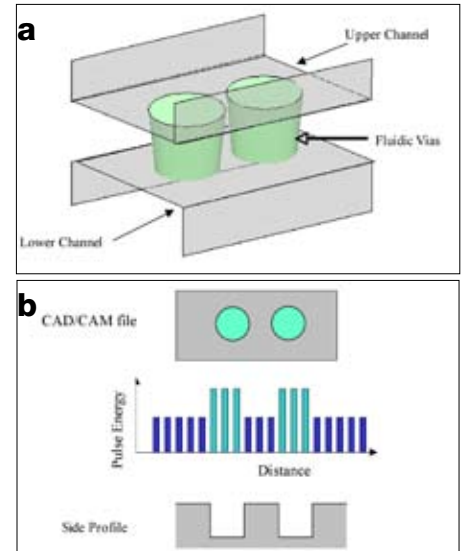 a
Upper Channel
Fluidic Vias
Lower Channel
b
CAD/CAM file
Pulse Energy
Distance
Side Profile